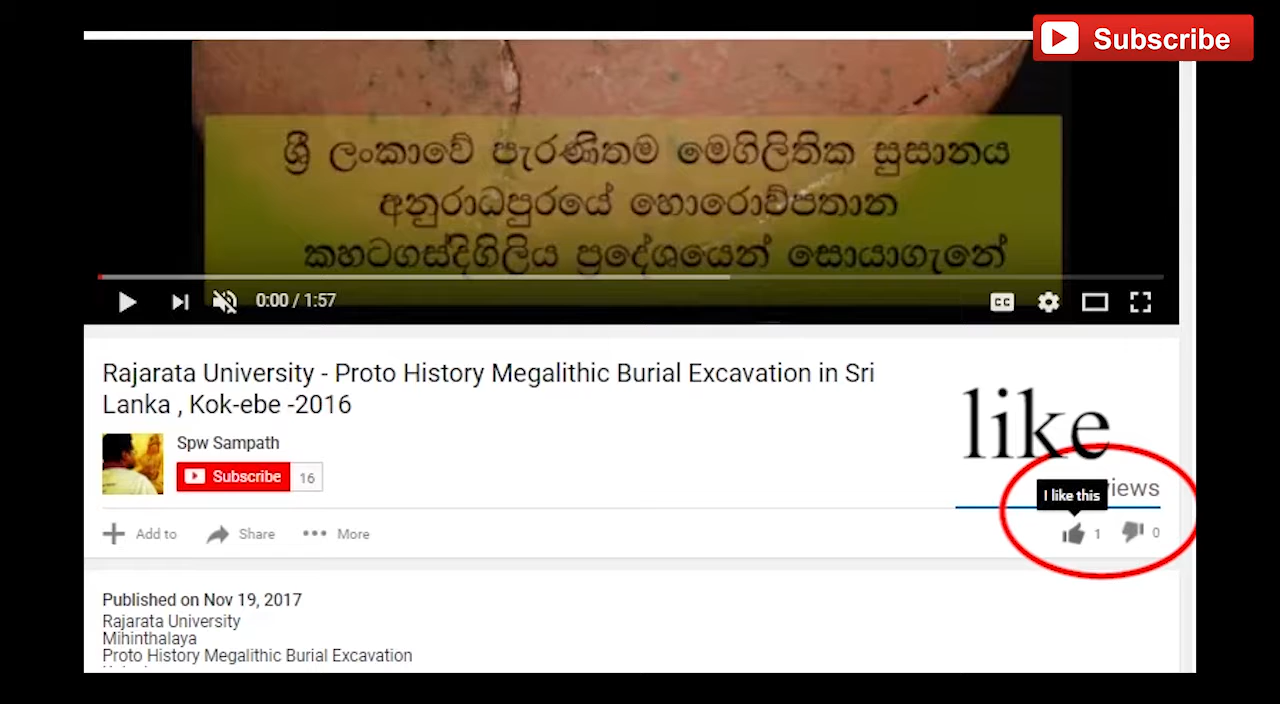 Subscribe
ශ්‍රී ලංකාවේ පැරණිතම මෙගිලිතික සුසානය
අනුරාධපුරයේ හොරොව්පතාන
කහටගස්දිගිලිය ප්‍රදේශයෙන් සොයාගැනේ
0:00 / 1:57
CC
Rajarata University - Proto History Megalithic Burial Excavation in Sri
Lanka , Kok-ebe -2016
like
Spw Sampath
Subscribe 16
I like this
Add to Share More
1 0
Published on Nov 19, 2017
Rajarata University
Mihinthalaya
Proto History Megalithic Burial Excavation